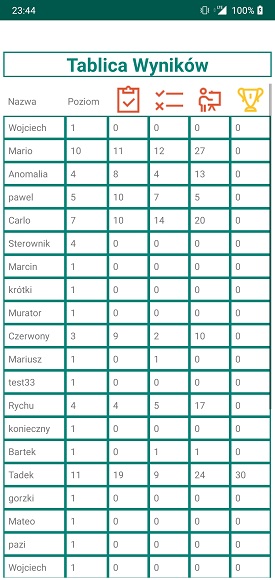 23:44 LTE 100%
Tablica Wyników
Nazwa Poziom
Wojciech 1 0 0 0 0
Mario 10 11 12 27 0
Anomalia 4 8 4 13 0
pawel 5 10 7 5 0
Carlo 7 10 14 20 0
Sterownik 4 0 0 0 0
Marcin 1 0 0 0 0
krótki 1 0 0 0 0
Murator 1 0 0 0 0
Czerwony 3 9 2 10 0
Mariusz 1 0 1 0 0
test33 1 0 0 0 0
Rychu 4 4 5 17 0
konieczny 1 0 0 0 0
Bartek 1 0 1 1 0
Tadek 11 19 9 24 30
gorzki 1 0 0 0 0
Mateo 1 0 0 0 0
pazi 1 0 0 0 0
Wojciech 1 0 0 0 0